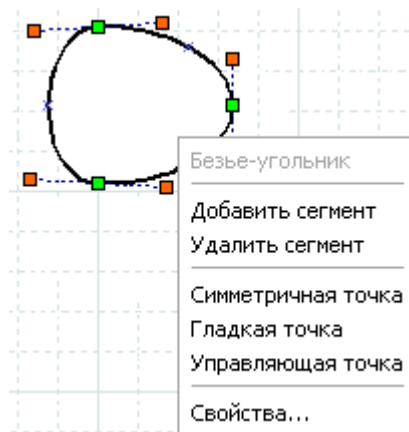 Безье-угольник
Добавить сегмент
Удалить сегмент
Симметричная точка
Гладкая точка
Управляющая точка
Свойства...